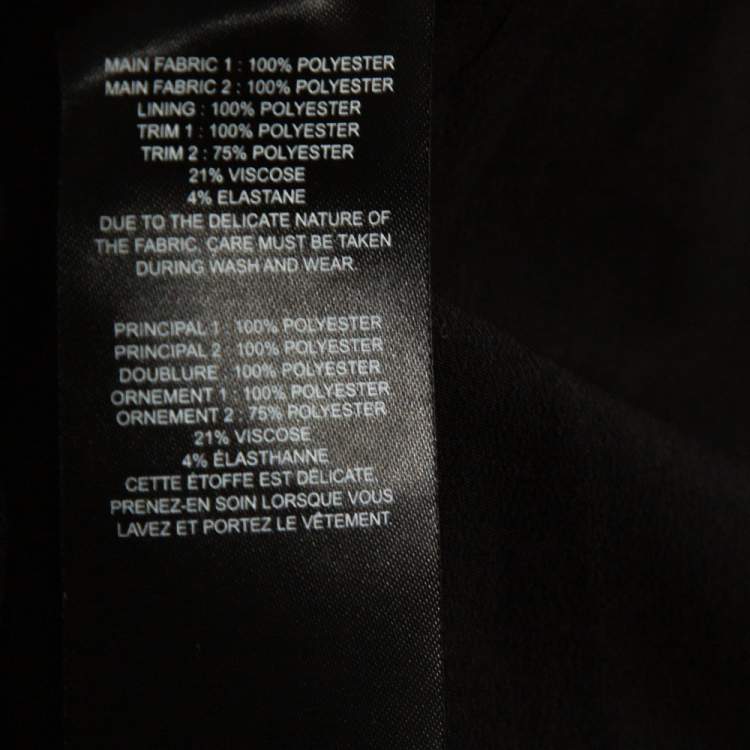 MAIN FABRIC 1 : 100% POLYESTER
MAIN FABRIC 2 : 100% POLYESTER
LINING : 100% POLYESTER
TRIM 1 : 100% POLYESTER
TRIM 2 : 75% POLYESTER
21% VISCOSE
4% ELASTANE
DUE TO THE DELICATE NATURE OF
THE FABRIC, CARE MUST BE TAKEN
DURING WASH AND WEAR.
PRINCIPAL 1 : 100% POLYESTER
PRINCIPAL 2 : 100% POLYESTER
DOUBLURE : 100% POLYESTER
ORNEMENT 1 : 100% POLYESTER
ORNEMENT 2 : 75% POLYESTER
21% VISCOSE
4% ÉLASTHANNE
CETTE ÉTOFFE EST DÉLICATE.
PRENEZ-EN SOIN LORSQUE VOUS
LAVEZ ET PORTEZ LE VÊTEMENT.